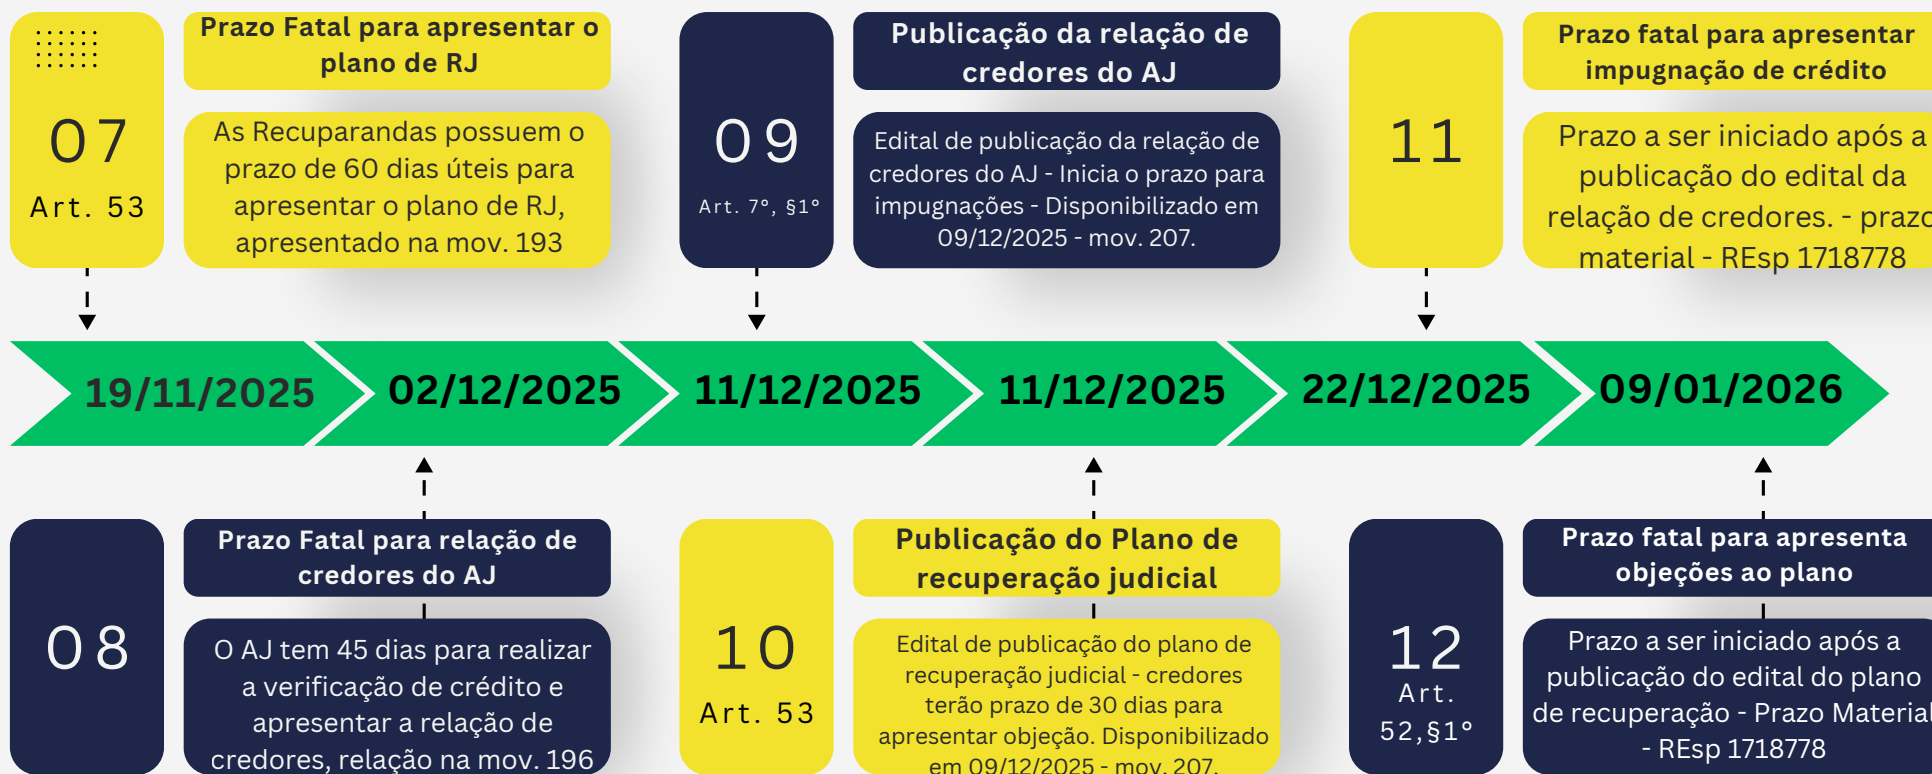 07
Art. 53
Prazo Fatal para apresentar o
plano de RJ
As Recuparandas possuem o
prazo de 60 dias úteis para
apresentar o plano de RJ,
apresentado na mov. 193
09
Art. 7º, §1º
Publicação da relação de
credores do AJ
Edital de publicação da relação de
credores do AJ - Inicia o prazo para
impugnações - Disponibilizado em
09/12/2025 - mov. 207.
11
Prazo fatal para apresentar
impugnação de crédito
Prazo a ser iniciado após a
publicação do edital da
relação de credores. - prazo
material - REsp 1718778
19/11/2025
02/12/2025
11/12/2025
11/12/2025
22/12/2025
09/01/2026
08
Prazo Fatal para relação de
credores do AJ
O AJ tem 45 dias para realizar
a verificação de crédito e
apresentar a relação de
credores, relação na mov. 196
10
Art. 53
Publicação do Plano de
recuperação judicial
Edital de publicação do plano de
recuperação judicial - credores
terão prazo de 30 dias para
apresentar objeção. Disponibilizado
em 09/12/2025 - mov. 207.
12
Art.
52,§1º
Prazo fatal para apresenta
objeções ao plano
Prazo a ser iniciado após a
publicação do edital do plano
de recuperação - Prazo Material
- REsp 1718778